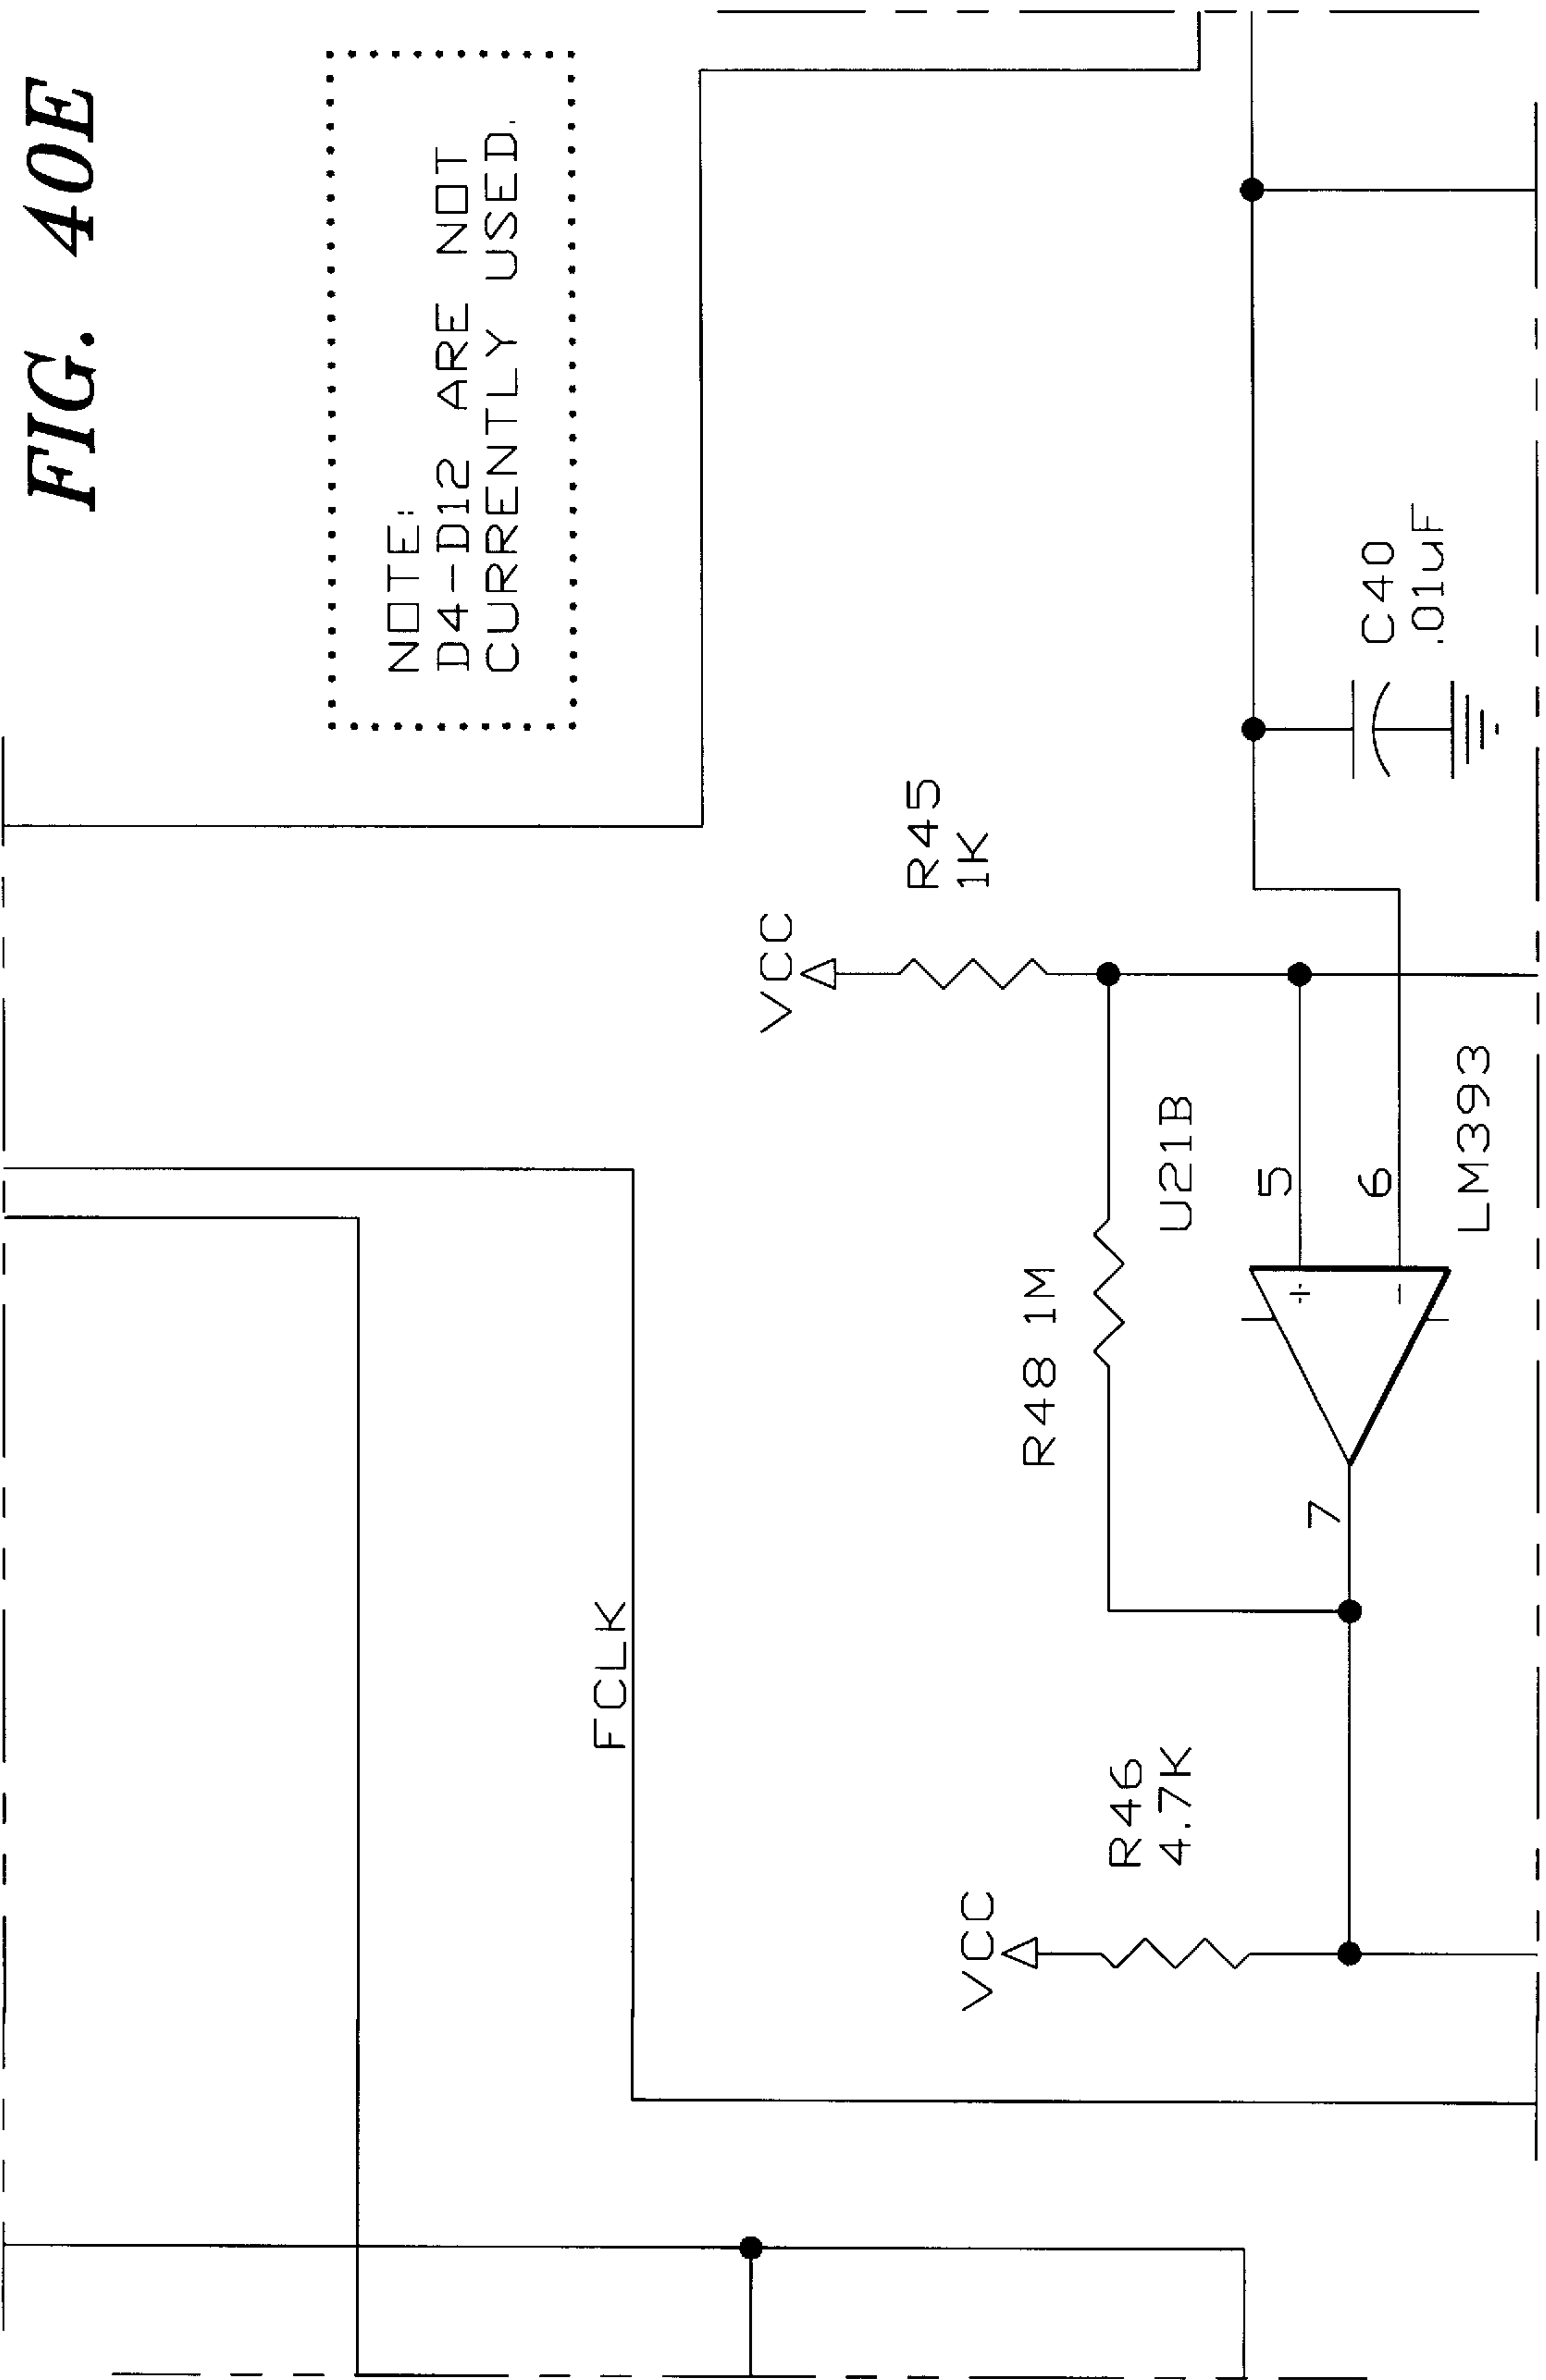 FIG. 40E
NOTE:
D4-D12 ARE NOT
CURRENTLY USED.
FCLK
VCC
R45
1K
VCC
R46
4.7K
R48 1M
U21B
5
6
7
+
-
LM393
C40
.01uF